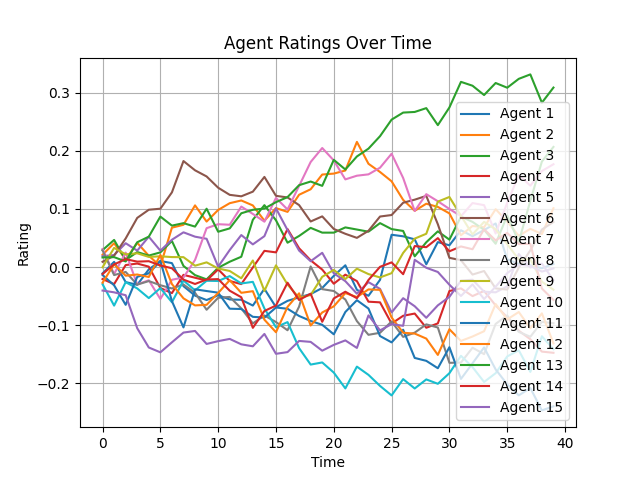 Agent Ratings Over Time
Rating
0.3
0.2
0.1
0.0
−0.1
−0.2
0
5
10
15
20
25
30
35
40
Time
Agent 1
Agent 2
Agent 3
Agent 4
Agent 5
Agent 6
Agent 7
Agent 8
Agent 9
Agent 10
Agent 11
Agent 12
Agent 13
Agent 14
Agent 15